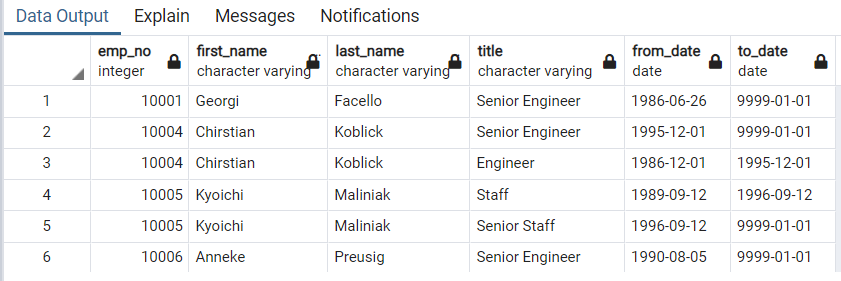 Data Output Explain Messages Notifications
emp_no first_name last_name title from_date to_date
integer character varying character varying character varying date date
1 10001 Georgi Facello Senior Engineer 1986-06-26 9999-01-01
2 10004 Chirstian Koblick Senior Engineer 1995-12-01 9999-01-01
3 10004 Chirstian Koblick Engineer 1986-12-01 1995-12-01
4 10005 Kyoichi Maliniak Staff 1989-09-12 1996-09-12
5 10005 Kyoichi Maliniak Senior Staff 1996-09-12 9999-01-01
6 10006 Anneke Preusig Senior Engineer 1990-08-05 9999-01-01